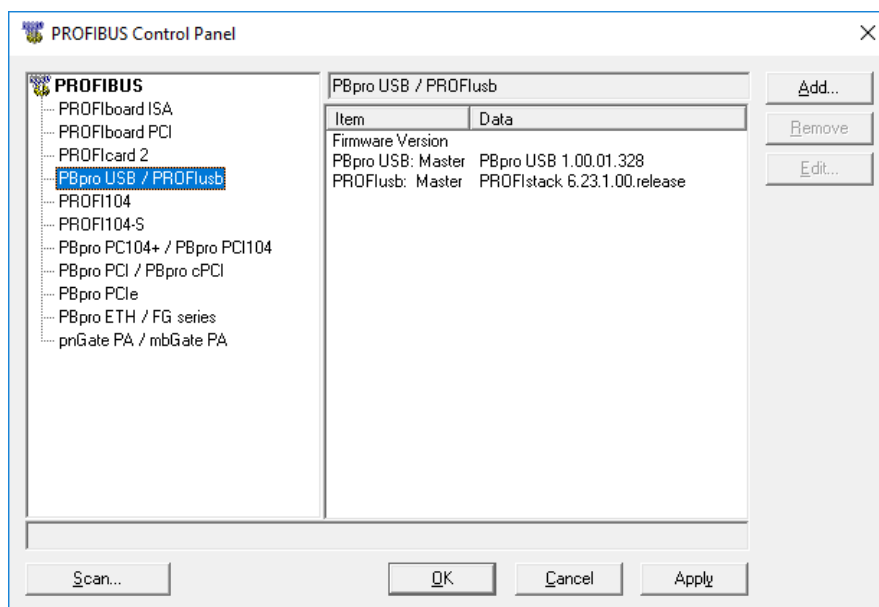 PROFIBUS Control Panel
PROFIBUS
PROFIboard ISA
PROFIboard PCI
PROFIcard 2
PBpro USB / PROFIusb
PROFI104
PROFI104-S
PBpro PC104+ / PBpro PCI104
PBpro PCI / PBpro cPCI
PBpro PCIe
PBpro ETH / FG series
pnGate PA / mbGate PA
PBpro USB / PROFIusb
Item Data
Firmware Version
PBpro USB: Master PBpro USB 1.00.01.328
PROFIusb: Master PROFIstack 6.23.1.00.release
Add...
Remove
Edit...
Scan...
OK
Cancel
Apply